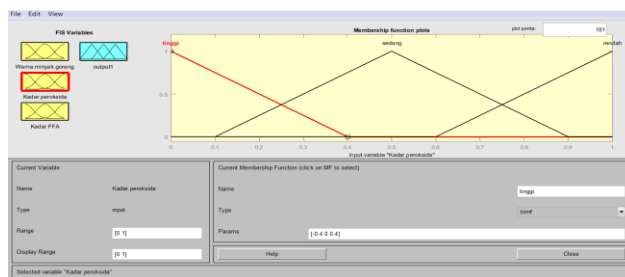 File Edit View
FIS Variables
Membership function plots
plot points:
181
Warna.minyak.goreng
output1
Kadar.peroksida
Kadar.FFA
tinggi
sedang
rendah
1
0.5
0
0 0.1 0.2 0.3 0.4 0.5 0.6 0.7 0.8 0.9 1
input variable "Kadar.peroksida"
Current Variable
Name Kadar.peroksida
Type input
Range [0 1]
Display Range [0 1]
Current Membership Function (click on MF to select)
Name tinggi
Type trimf
Params [-0.4 0 0.4]
Help Close
Selected variable "Kadar.peroksida"